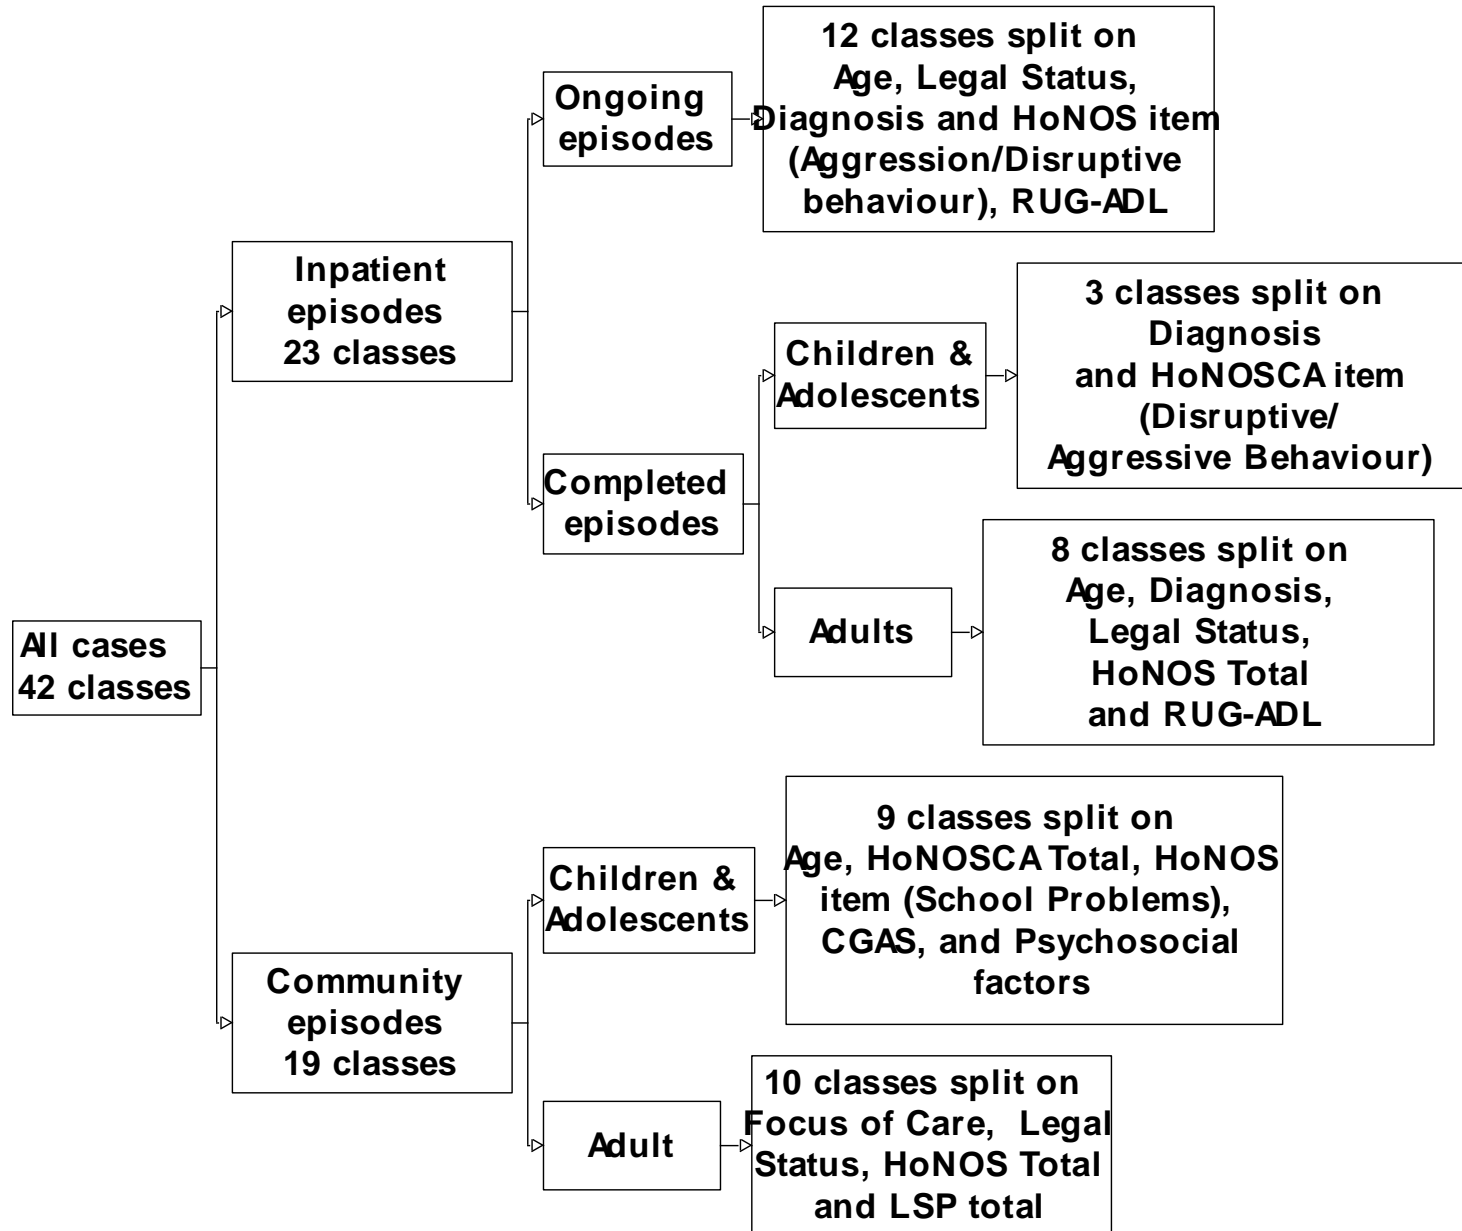 All cases
42 classes
Inpatient
episodes
23 classes
Ongoing
episodes
12 classes split on
Age, Legal Status,
Diagnosis and HoNOS item
(Aggression/Disruptive
behaviour), RUG-ADL
Completed
episodes
Children &
Adolescents
3 classes split on
Diagnosis
and HoNOSCA item
(Disruptive/
Aggressive Behaviour)
Adults
8 classes split on
Age, Diagnosis,
Legal Status,
HoNOS Total
and RUG-ADL
Community
episodes
19 classes
Children &
Adolescents
9 classes split on
Age, HoNOSCA Total, HoNOS
item (School Problems),
CGAS, and Psychosocial
factors
Adult
10 classes split on
Focus of Care, Legal
Status, HoNOS Total
and LSP total